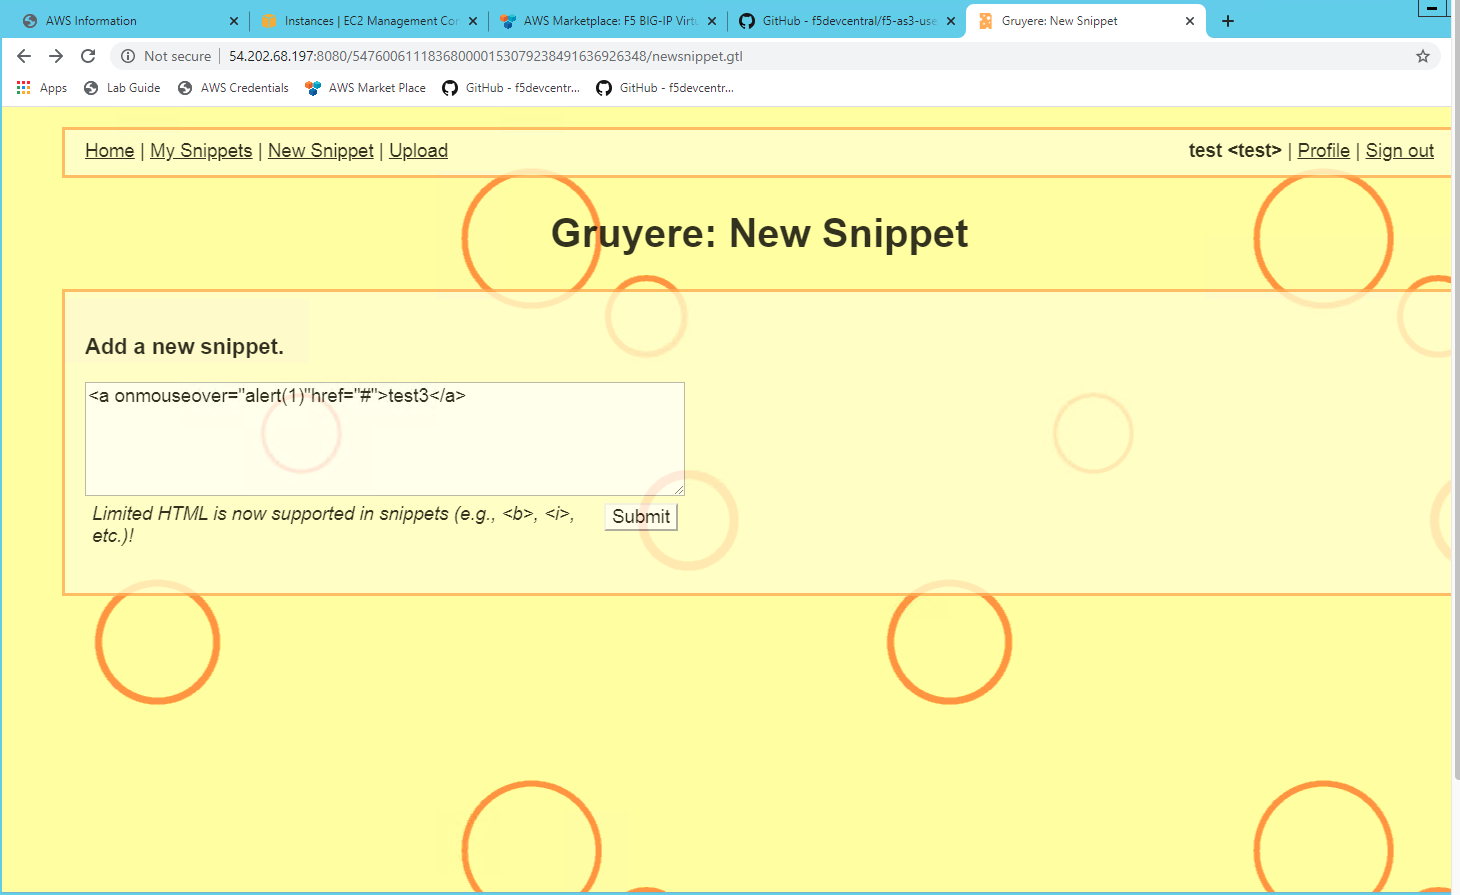 AWS Information
Instances | EC2 Management Con
AWS Marketplace: F5 BIG-IP Virtu
GitHub - f5devcentral/f5-as3-use
Gruyere: New Snippet
Not secure | 54.202.68.197:8080/547600611183680000153079238491636926348/newsnippet.gtl
Apps Lab Guide AWS Credentials AWS Market Place GitHub - f5devcentr... GitHub - f5devcentr...
Home | My Snippets | New Snippet | Upload
test <test> | Profile | Sign out
Gruyere: New Snippet
Add a new snippet.
<a onmouseover="alert(1)"href="#">test3</a>
Limited HTML is now supported in snippets (e.g., <b>, <i>,
etc.)!
Submit